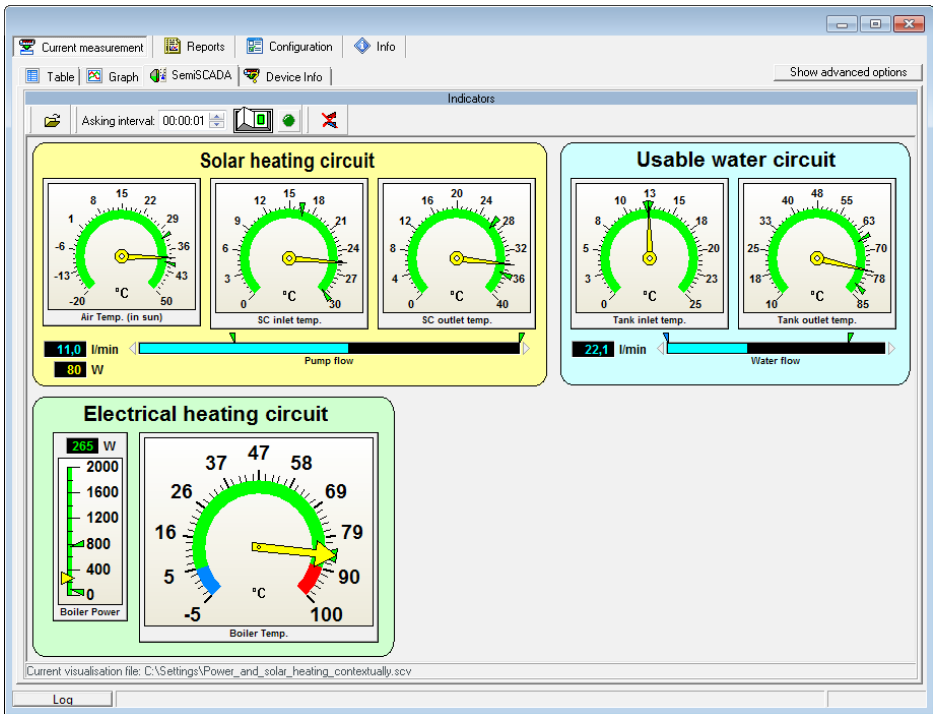 Current measurement Reports Configuration Info
Table Graph SemiSCADA Device Info Show advanced options
Indicators
Asking interval: 00:00:01
Solar heating circuit
-20 -13 -6 1 8 15 22 29 36 43 50
°C
Air Temp. (in sun)
0 3 6 9 12 15 18 21 24 27 30
°C
SC inlet temp.
0 4 8 12 16 20 24 28 32 36 40
°C
SC outlet temp.
11,0 l/min
Pump flow
80 W
Usable water circuit
0 3 5 8 10 13 15 18 20 23 25
°C
Tank inlet temp.
10 18 25 33 40 48 55 63 70 78 85
°C
Tank outlet temp.
22,1 l/min
Water flow
Electrical heating circuit
265 W
2000
1600
1200
800
400
0
Boiler Power
-5 5 16 26 37 47 58 69 79 90 100
°C
Boiler Temp.
Current visualisation file: C:\Settings\Power_and_solar_heating_contextually.scv
Log